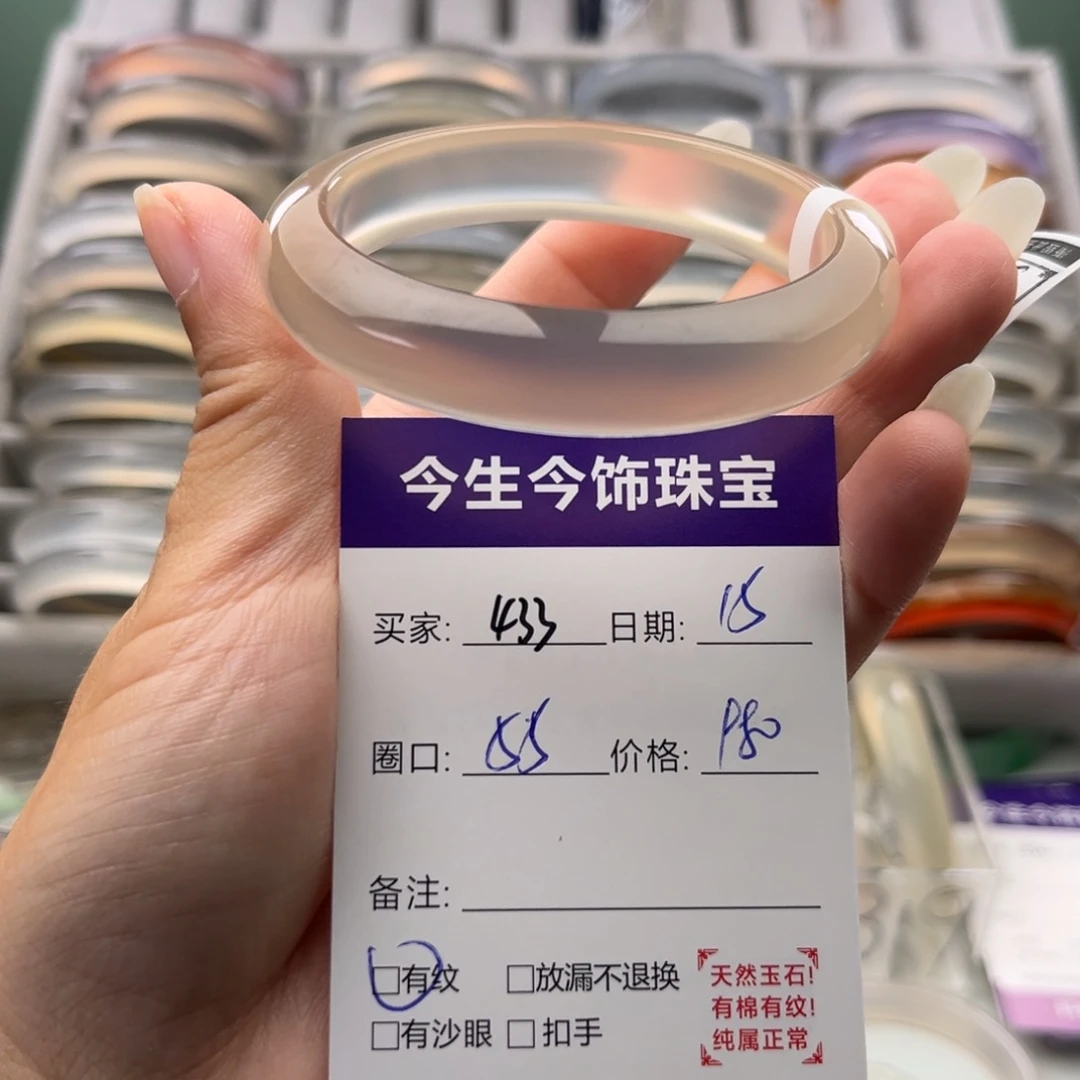 今生今饰珠宝
买家: 433 日期: 15
圈口: 55 价格: P80
备注:
□有纹 □放漏不退换
□有沙眼 □ 扣手
天然玉石!
有棉有纹!
纯属正常